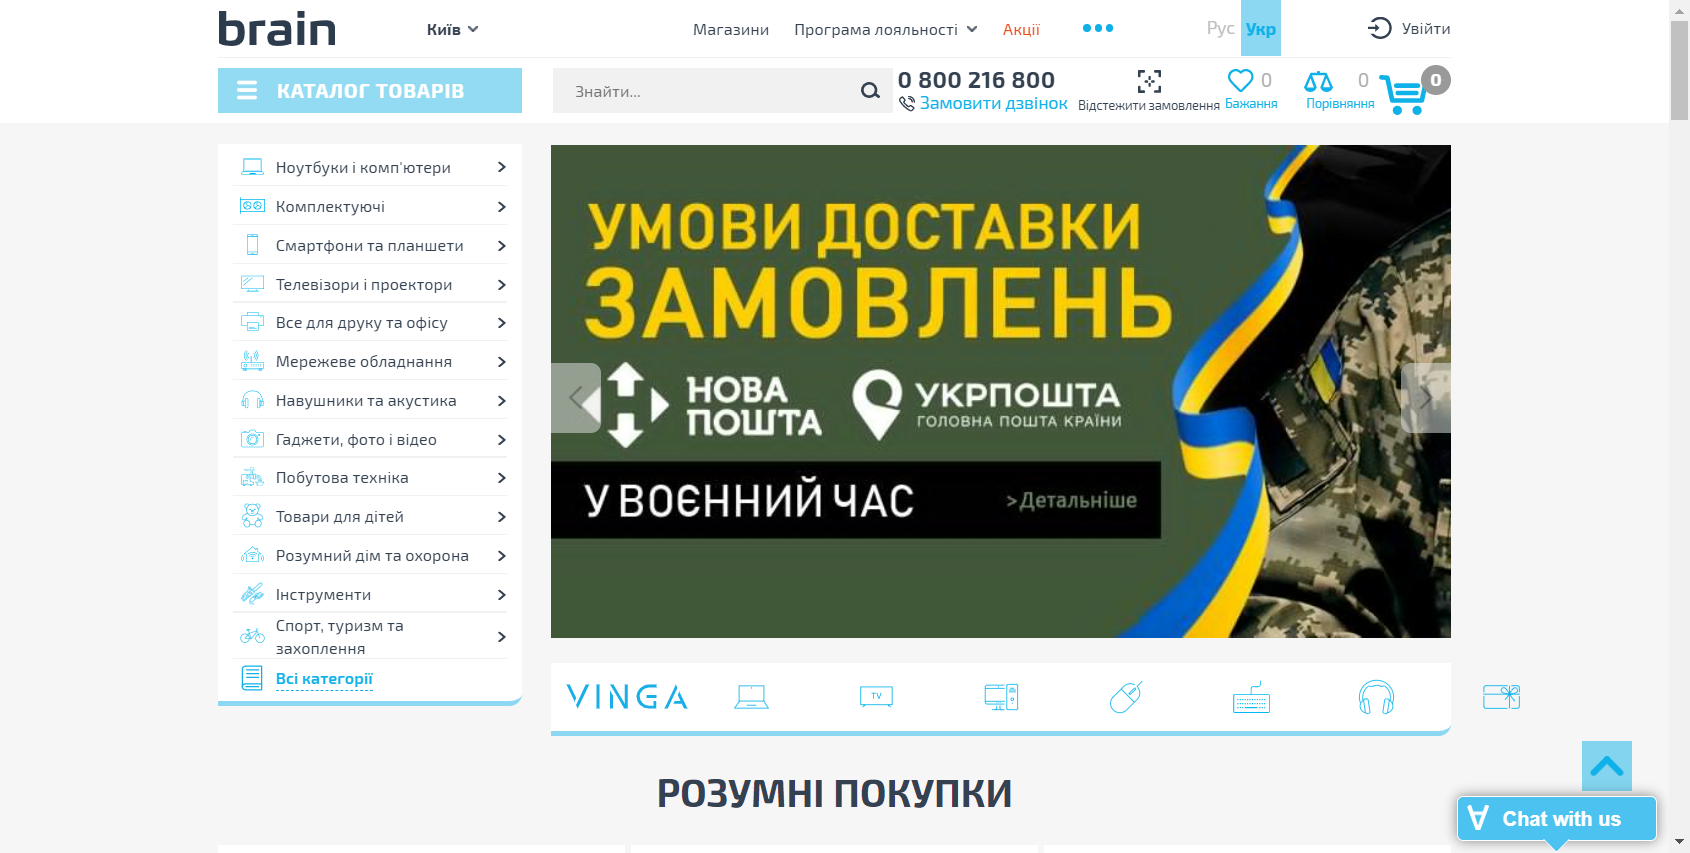 brain
Київ
Магазини
Програма лояльності
Акції
Рус
Укр
Увійти
КАТАЛОГ ТОВАРІВ
Знайти...
0 800 216 800
Замовити дзвінок
Відстежити замовлення
0
Бажання
0
Порівняння
0
Ноутбуки і комп'ютери
Комплектуючі
Смартфони та планшети
Телевізори і проектори
Все для друку та офісу
Мережеве обладнання
Навушники та акустика
Гаджети, фото і відео
Побутова техніка
Товари для дітей
Розумний дім та охорона
Інструменти
Спорт, туризм та
захоплення
Всі категорії
УМОВИ ДОСТАВКИ
ЗАМОВЛЕНЬ
НОВА
ПОШТА
УКРПОШТА
ГОЛОВНА ПОШТА КРАЇНИ
У ВОЄННИЙ ЧАС
>Детальніше
VINGA
TV
РОЗУМНІ ПОКУПКИ
Chat with us